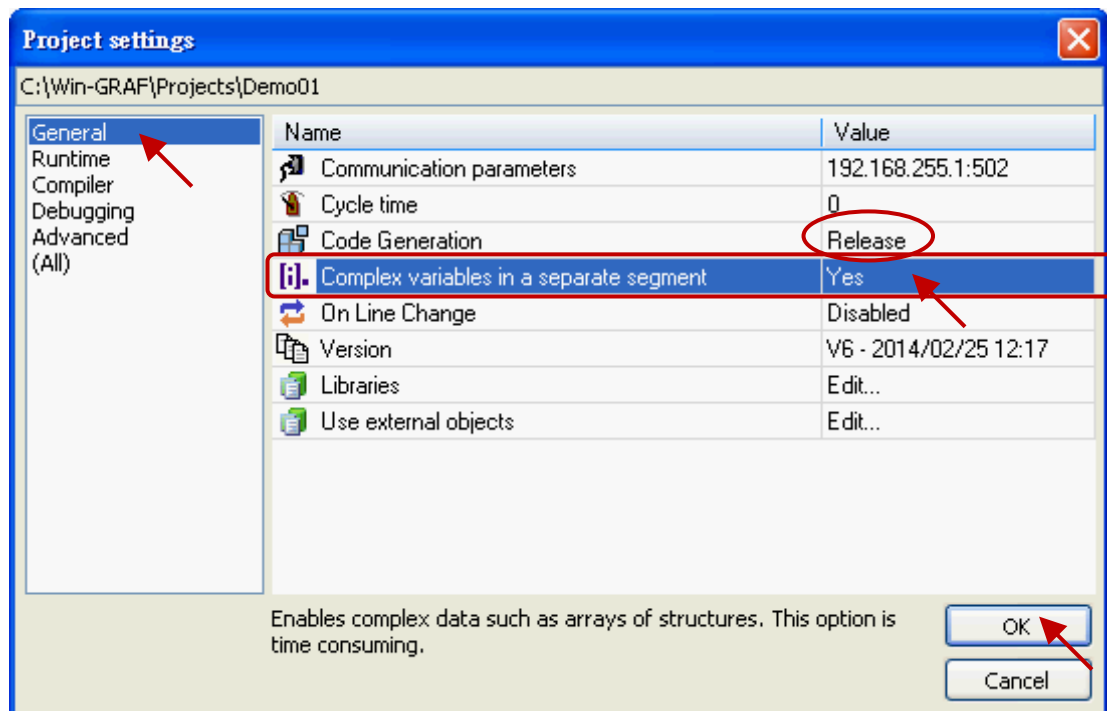 Project settings
C:\Win-GRAF\Projects\Demo01
General
Runtime
Compiler
Debugging
Advanced
(All)
Name Value
Communication parameters 192.168.255.1:502
Cycle time 0
Code Generation Release
[i]. Complex variables in a separate segment Yes
On Line Change Disabled
Version V6 - 2014/02/25 12:17
Libraries Edit...
Use external objects Edit...
Enables complex data such as arrays of structures. This option is
time consuming.
OK
Cancel